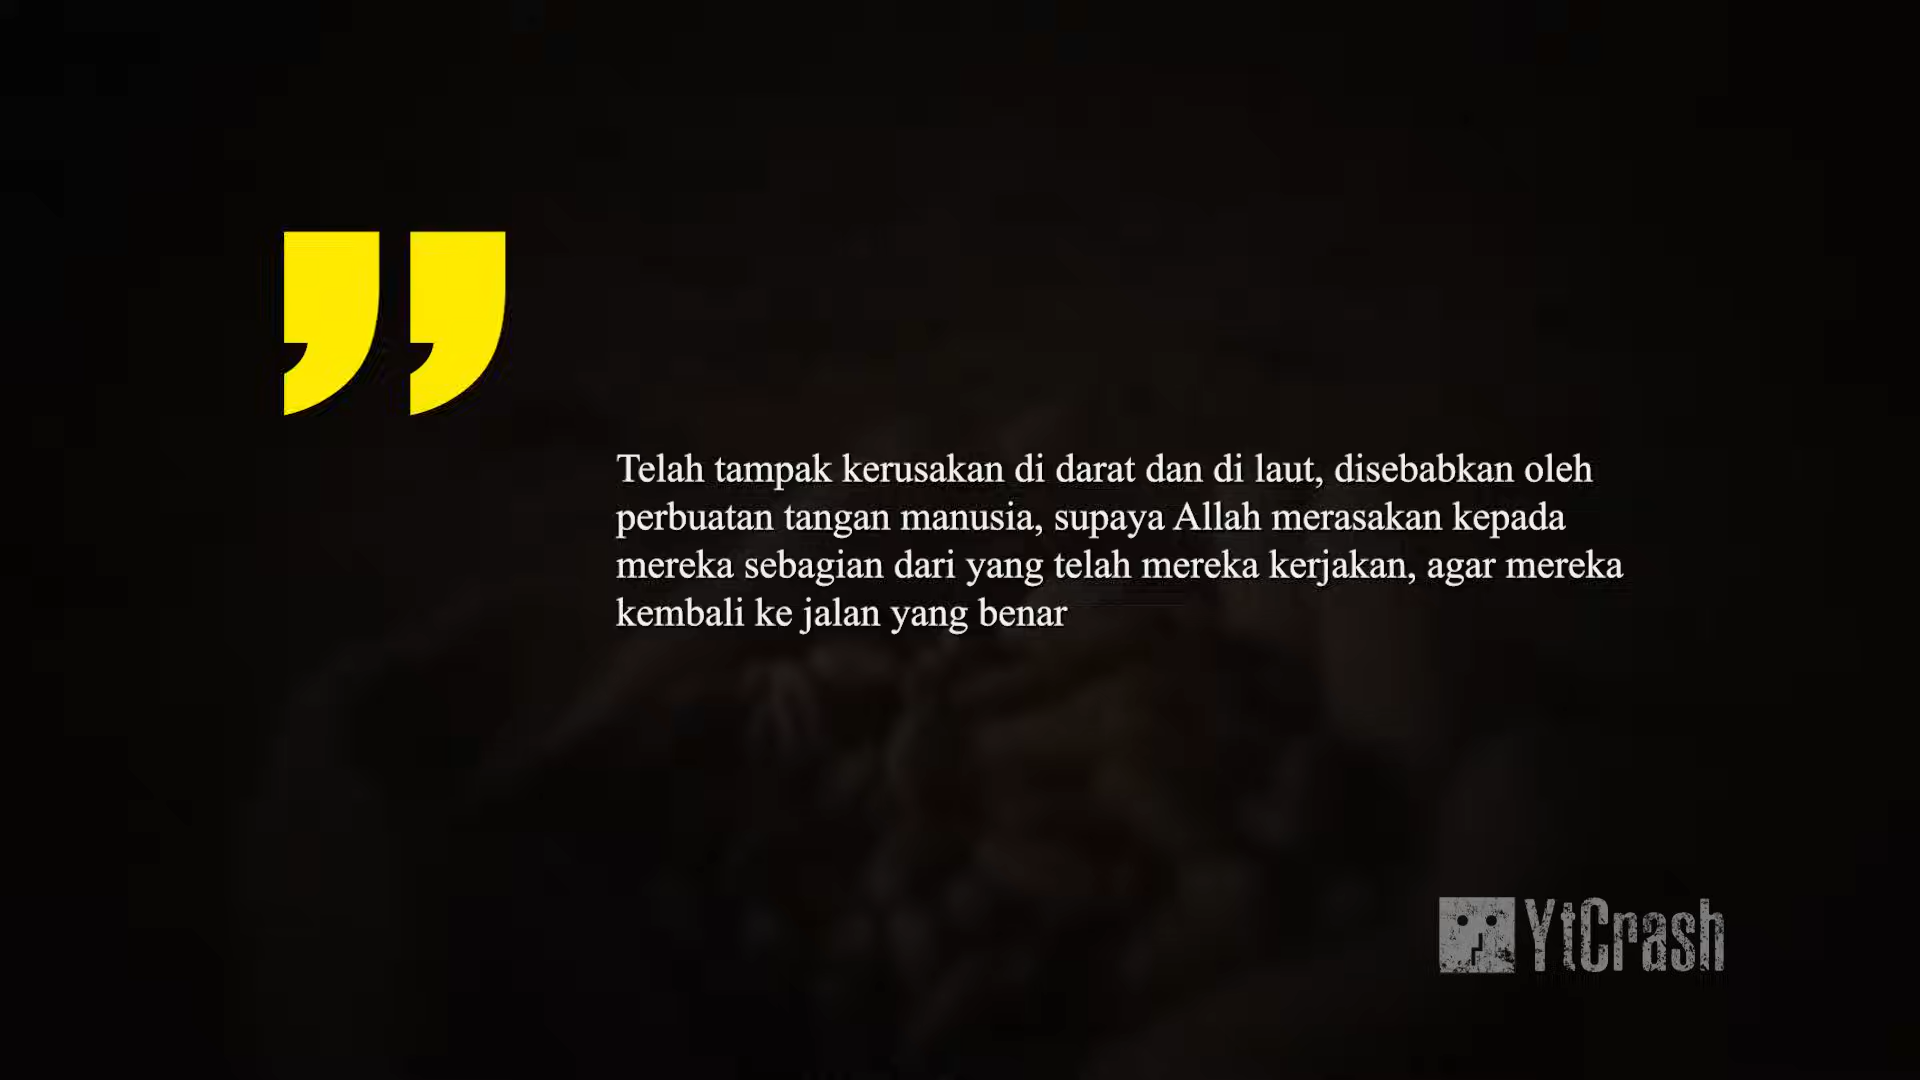 Telah tampak kerusakan di darat dan di laut, disebabkan oleh
perbuatan tangan manusia, supaya Allah merasakan kepada
mereka sebagian dari yang telah mereka kerjakan, agar mereka
kembali ke jalan yang benar
YtCrash